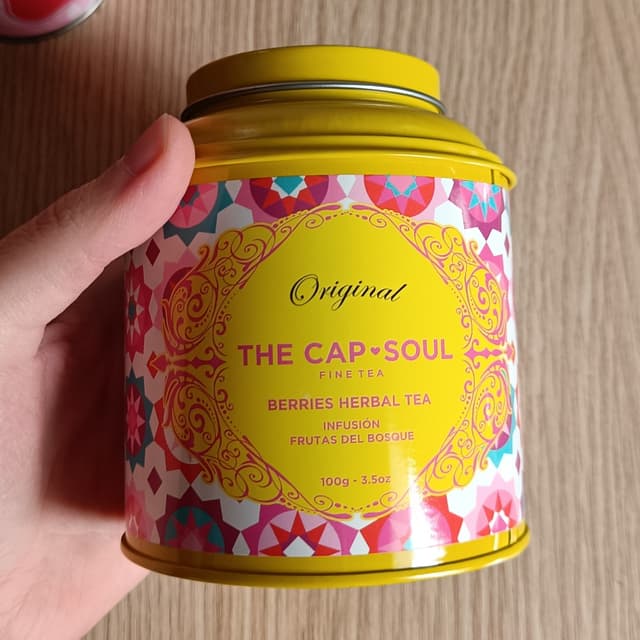 Original
THE CAP♥SOUL
FINE TEA
BERRIES HERBAL TEA
INFUSIÓN
FRUTAS DEL BOSQUE
100g - 3.5oz